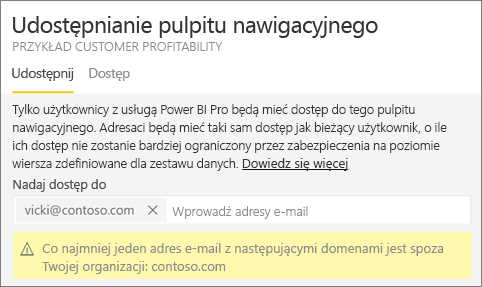 Udostępnianie pulpitu nawigacyjnego
PRZYKŁAD CUSTOMER PROFITABILITY
Udostępnij Dostęp
Tylko użytkownicy z usługą Power BI Pro będą mieć dostęp do tego pulpitu
nawigacyjnego. Adresaci będą mieć taki sam dostęp jak bieżący użytkownik, o ile
ich dostęp nie zostanie bardziej ograniczony przez zabezpieczenia na poziomie
wiersza zdefiniowane dla zestawu danych. Dowiedz się więcej
Nadaj dostęp do
vicki@contoso.com Wprowadź adresy e-mail
Co najmniej jeden adres e-mail z następującymi domenami jest spoza
Twojej organizacji: contoso.com